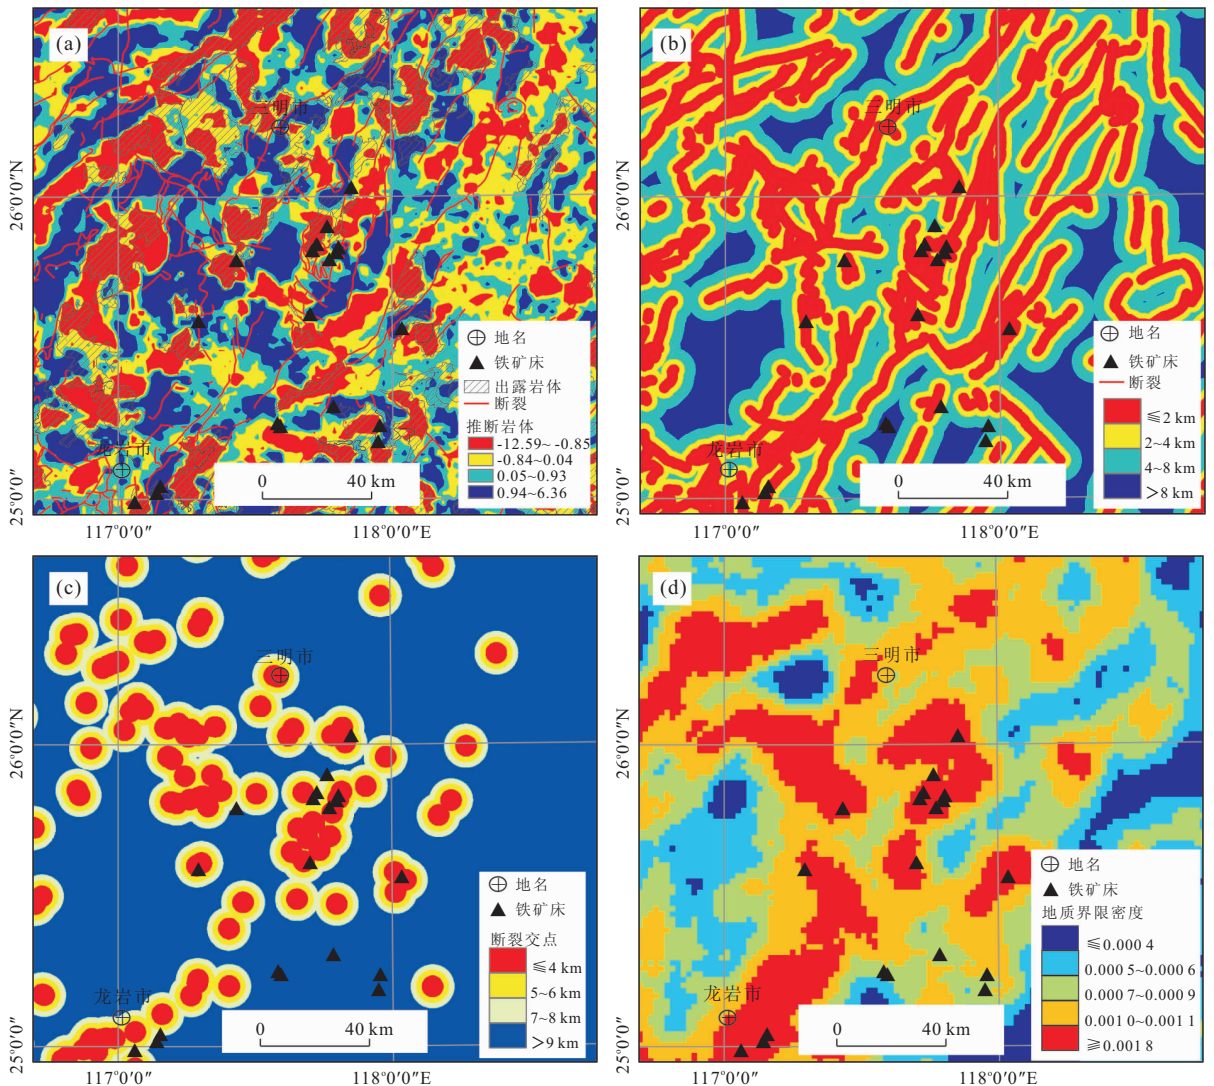 (a)
三明市
26°0′0″N
25°0′0″
龙岩市
地名
铁矿床
出露岩体
断裂
推断岩体
-12.59~ -0.85
-0.84~0.04
0.05~0.93
0.94~6.36
0 40 km
117°0′0″ 118°0′0″E
(b)
三明市
26°0′0″N
25°0′0″
龙岩市
地名
铁矿床
断裂
≦2 km
2~4 km
4~8 km
>8 km
0 40 km
117°0′0″ 118°0′0″E
(c)
三明市
26°0′0″N
25°0′0″
龙岩市
地名
铁矿床
断裂交点
≦4 km
5~6 km
7~8 km
>9 km
0 40 km
117°0′0″ 118°0′0″E
(d)
三明市
26°0′0″N
25°0′0″
龙岩市
地名
铁矿床
地质界限密度
≦0.000 4
0.000 5~0.000 6
0.000 7~0.000 9
0.001 0~0.001 1
≧0.001 8
0 40 km
117°0′0″ 118°0′0″E